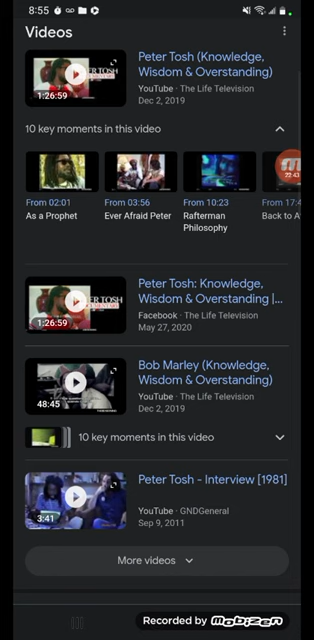 8:55
Videos
Peter Tosh (Knowledge,
Wisdom & Overstanding)
YouTube · The Life Television
Dec 2, 2019
1:26:59
10 key moments in this video
22:43
From 02:01
As a Prophet
From 03:56
Ever Afraid Peter
From 10:23
Rafterman
Philosophy
From 17:4
Back to A
Peter Tosh: Knowledge,
Wisdom & Overstanding |...
Facebook · The Life Television
May 27, 2020
1:26:59
Bob Marley (Knowledge,
Wisdom & Overstanding)
YouTube · The Life Television
Dec 2, 2019
48:45
10 key moments in this video
Peter Tosh - Interview [1981]
YouTube · GNDGeneral
Sep 9, 2011
3:41
More videos
Recorded by Mobizen